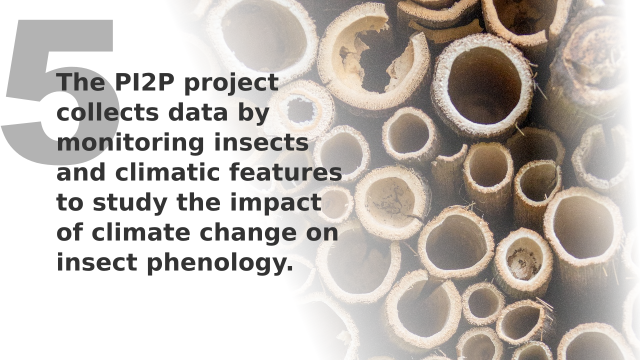 5
The PI2P project
collects data by
monitoring insects
and climatic features
to study the impact
of climate change on
insect phenology.